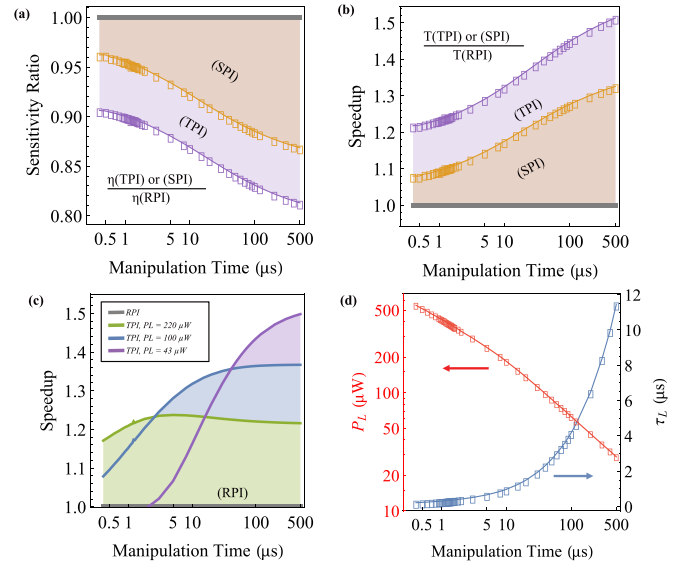 (a)
1.00
0.95
0.90
0.85
0.80
Sensitivity Ratio
(SPI)
(TPI)
η(TPI) or (SPI)
η(RPI)
0.5 1 5 10 100 500
Manipulation Time (μs)
(b)
1.5
1.4
1.3
1.2
1.1
1.0
Speedup
T(TPI) or (SPI)
T(RPI)
(TPI)
(SPI)
0.5 1 5 10 100 500
Manipulation Time (μs)
(c)
1.5
1.4
1.3
1.2
1.1
1.0
Speedup
RPI
TPI, PL = 220 μW
TPI, PL = 100 μW
TPI, PL = 43 μW
(RPI)
0.5 1 5 10 100 500
Manipulation Time (μs)
(d)
500
100
50
20
10
P_L (μW)
12
10
8
6
4
2
0
τ_L (μs)
0.5 1 5 10 100 500
Manipulation Time (μs)